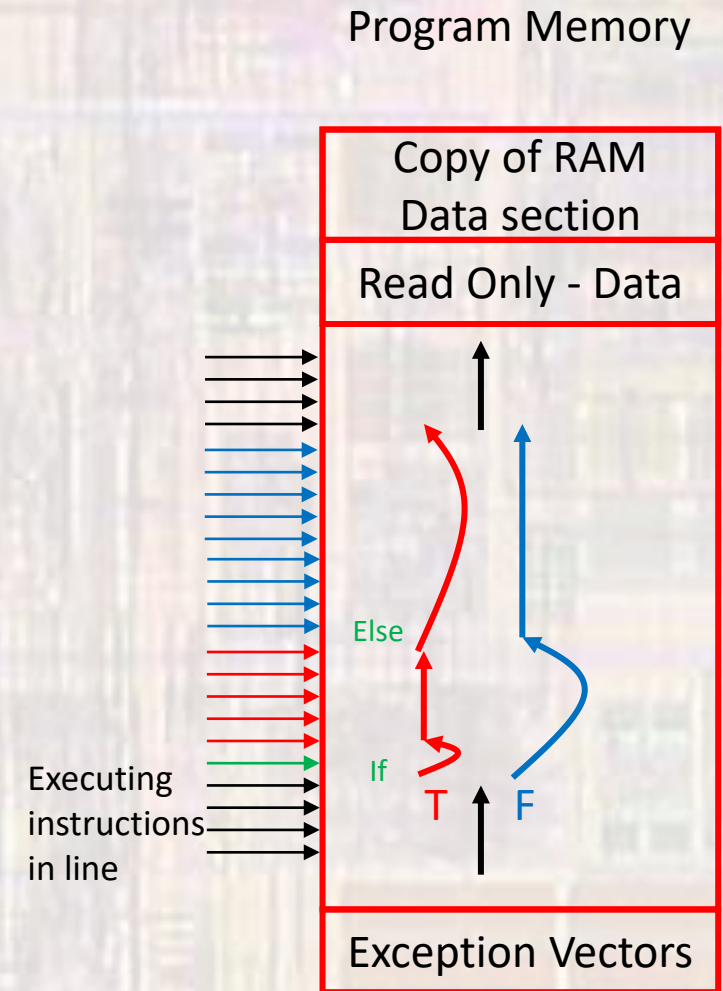 Program Memory
Copy of RAM
Data section
Read Only - Data
Else
If
T F
Executing
instructions
in line
Exception Vectors